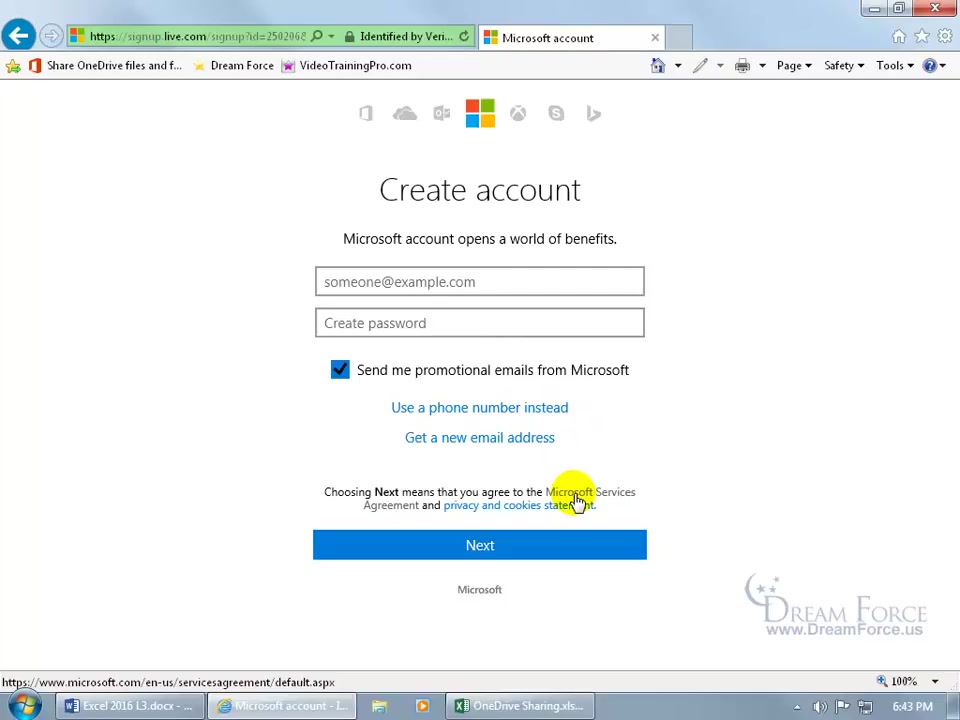 https://signup.live.com/signup?id=250206
Identified by Veri...
Microsoft account
Share OneDrive files and f...
Dream Force
VideoTrainingPro.com
Page
Safety
Tools
Create account
Microsoft account opens a world of benefits.
someone@example.com
Create password
Send me promotional emails from Microsoft
Use a phone number instead
Get a new email address
Choosing Next means that you agree to the Microsoft Services
Agreement and privacy and cookies statement.
Next
Microsoft
DREAM FORCE
www.DreamForce.us
https://www.microsoft.com/en-us/servicesagreement/default.aspx
100%
Excel 2016 L3.docx - ...
Microsoft account - I...
OneDrive Sharing.xls...
6:43 PM